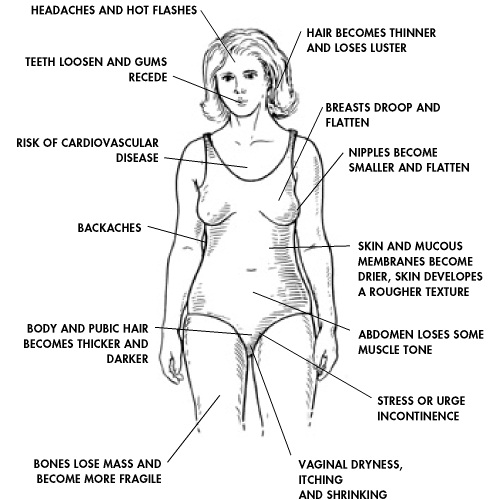 HEADACHES AND HOT FLASHES
HAIR BECOMES THINNER
AND LOSES LUSTER
TEETH LOOSEN AND GUMS
RECEDE
BREASTS DROOP AND
FLATTEN
RISK OF CARDIOVASCULAR
DISEASE
NIPPLES BECOME
SMALLER AND FLATTEN
BACKACHES
SKIN AND MUCOUS
MEMBRANES BECOME
DRIER, SKIN DEVELOPES
A ROUGHER TEXTURE
BODY AND PUBIC HAIR
BECOMES THICKER AND
DARKER
ABDOMEN LOSES SOME
MUSCLE TONE
STRESS OR URGE
INCONTINENCE
BONES LOSE MASS AND
BECOME MORE FRAGILE
VAGINAL DRYNESS,
ITCHING
AND SHRINKING